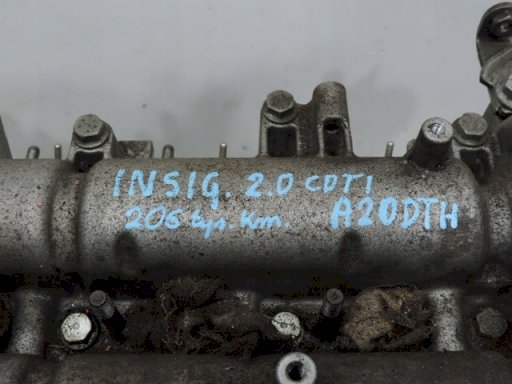 INSIG. 2.0 CDTI
206 tys. Km. A20DTH